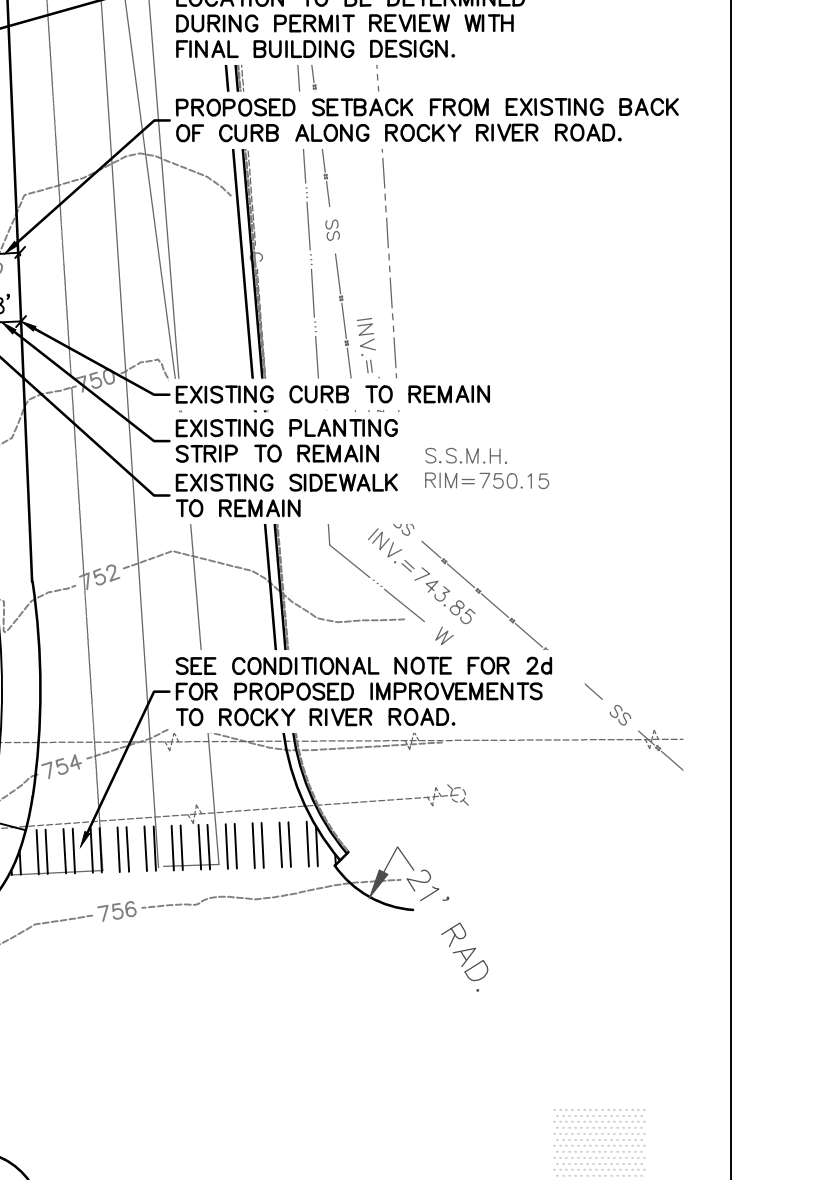 LOCATION TO BE DETERMINED
DURING PERMIT REVIEW WITH
FINAL BUILDING DESIGN.
PROPOSED SETBACK FROM EXISTING BACK
OF CURB ALONG ROCKY RIVER ROAD.
SS
INV.=
750
EXISTING CURB TO REMAIN
EXISTING PLANTING
STRIP TO REMAIN
EXISTING SIDEWALK
TO REMAIN
S.S.M.H.
RIM=750.15
SS
INV.=743.85
W
752
SEE CONDITIONAL NOTE FOR 2d
FOR PROPOSED IMPROVEMENTS
TO ROCKY RIVER ROAD.
SS
754
756
21' RAD.